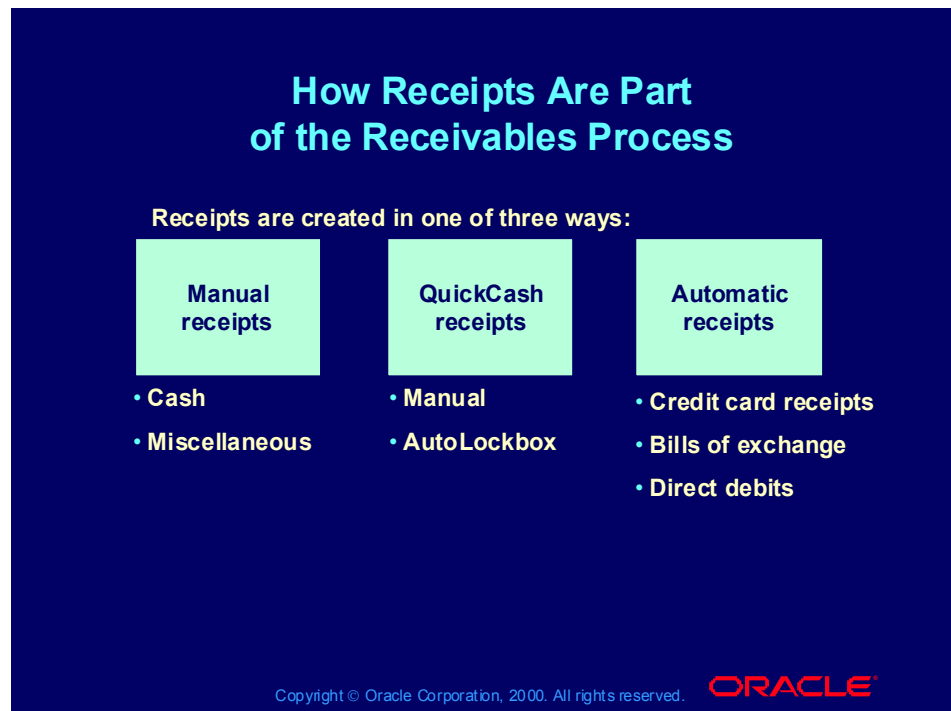 How Receipts Are Part
of the Receivables Process
Receipts are created in one of three ways:
Manual
receipts
• Cash
• Miscellaneous
QuickCash
receipts
• Manual
• AutoLockbox
Automatic
receipts
• Credit card receipts
• Bills of exchange
• Direct debits
Copyright © Oracle Corporation, 2000. All rights reserved.
ORACLE®